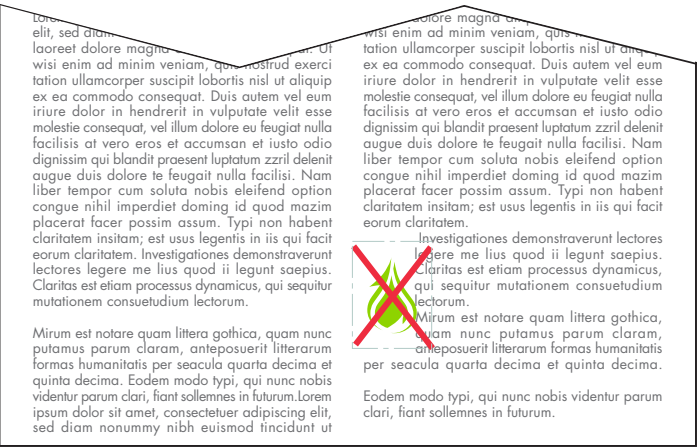 elit, sed diam
laoreet dolore magna Ut
wisi enim ad minim veniam, quis nostrud exerci
tation ullamcorper suscipit lobortis nisl ut aliquip
ex ea commodo consequat. Duis autem vel eum
iriure dolor in hendrerit in vulputate velit esse
molestie consequat, vel illum dolore eu feugiat nulla
facilisis at vero eros et accumsan et iusto odio
dignissim qui blandit praesent luptatum zzril delenit
augue duis dolore te feugait nulla facilisi. Nam
liber tempor cum soluta nobis eleifend option
congue nihil imperdiet doming id quod mazim
placerat facer possim assum. Typi non habent
claritatem insitam; est usus legentis in iis qui facit
eorum claritatem. Investigationes demonstraverunt
lectores legere me lius quod ii legunt saepius.
Claritas est etiam processus dynamicus, qui sequitur
mutationem consuetudium lectorum.
Mirum est notare quam littera gothica, quam nunc
putamus parum claram, anteposuerit litterarum
formas humanitatis per seacula quarta decima et
quinta decima. Eodem modo typi, qui nunc nobis
videntur parum clari, fiant sollemnes in futurum.Lorem
ipsum dolor sit amet, consectetuer adipiscing elit,
sed diam nonummy nibh euismod tincidunt ut
dolore magna
wisi enim ad minim veniam, quis
tation ullamcorper suscipit lobortis nisl ut aliquip
ex ea commodo consequat. Duis autem vel eum
iriure dolor in hendrerit in vulputate velit esse
molestie consequat, vel illum dolore eu feugiat nulla
facilisis at vero eros et accumsan et iusto odio
dignissim qui blandit praesent luptatum zzril delenit
augue duis dolore te feugait nulla facilisi. Nam
liber tempor cum soluta nobis eleifend option
congue nihil imperdiet doming id quod mazim
placerat facer possim assum. Typi non habent
claritatem insitam; est usus legentis in iis qui facit
eorum claritatem.
Investigationes demonstraverunt lectores
legere me lius quod ii legunt saepius.
Claritas est etiam processus dynamicus,
qui sequitur mutationem consuetudium
lectorum.
Mirum est notare quam littera gothica,
quam nunc putamus parum claram,
anteposuerit litterarum formas humanitatis
per seacula quarta decima et quinta decima.
Eodem modo typi, qui nunc nobis videntur parum
clari, fiant sollemnes in futurum.